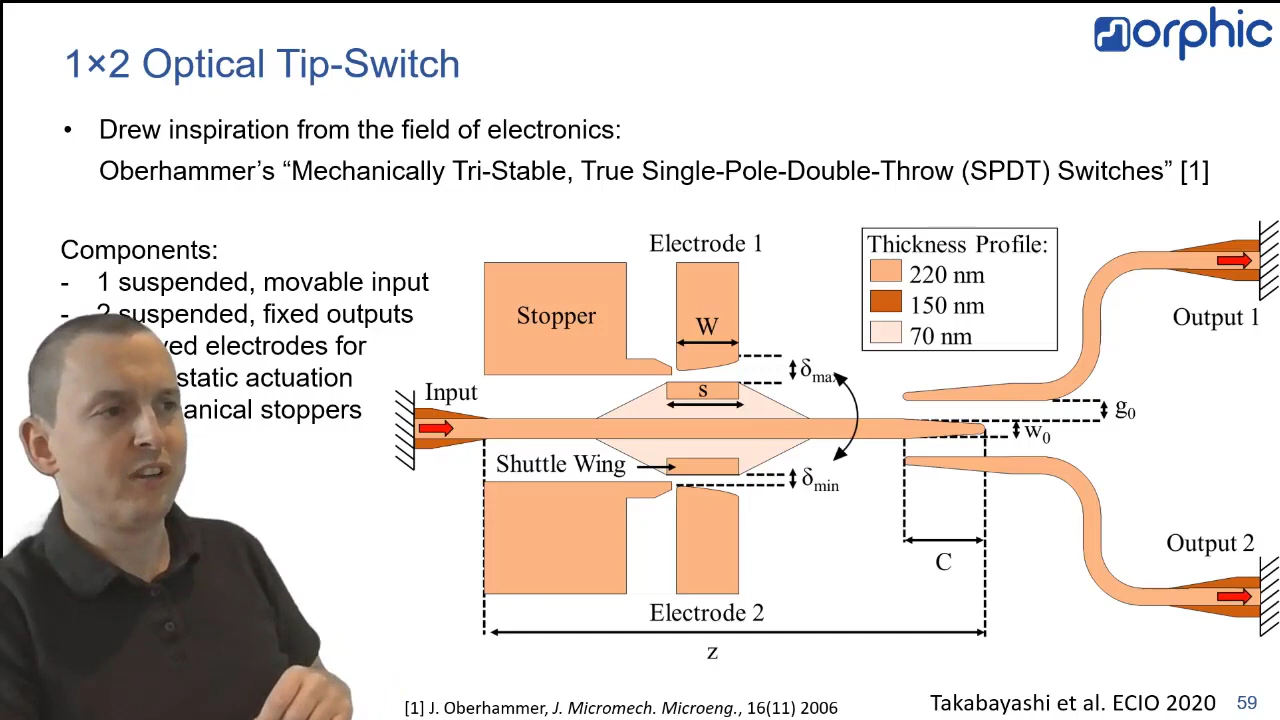 morphic
1×2 Optical Tip-Switch
• Drew inspiration from the field of electronics:
Oberhammer’s “Mechanically Tri-Stable, True Single-Pole-Double-Throw (SPDT) Switches” [1]
Components:
- 1 suspended, movable input
- 2 suspended, fixed outputs
electrodes for
static actuation
stoppers
Electrode 1
Stopper
W
δmax
s
Input
Shuttle Wing
δmin
Electrode 2
z
Thickness Profile:
220 nm
150 nm
70 nm
Output 1
g0
w0
C
Output 2
[1] J. Oberhammer, J. Micromech. Microeng., 16(11) 2006
Takabayashi et al. ECIO 2020 59